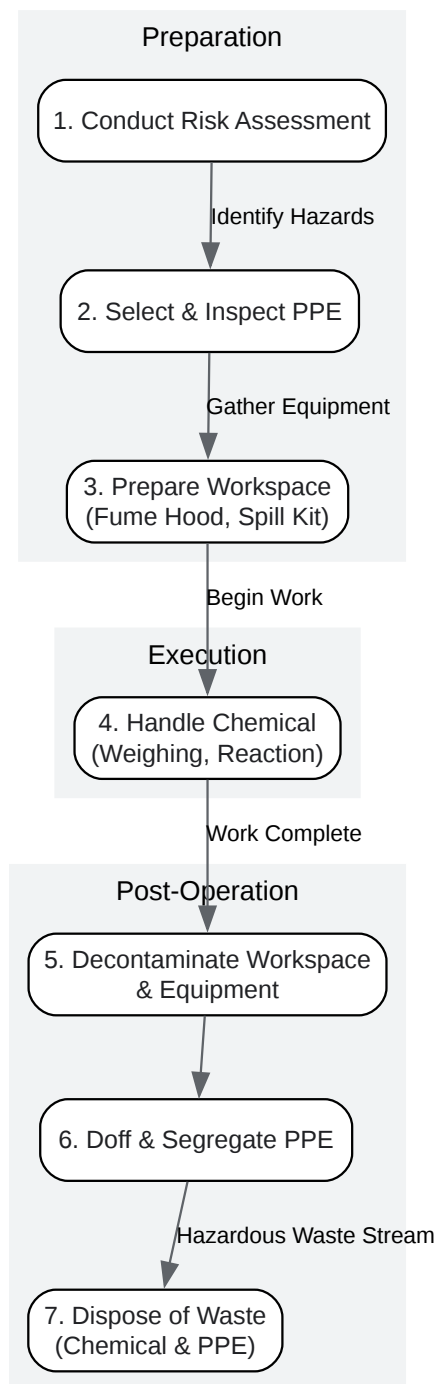 Preparation
1. Conduct Risk Assessment
Identify Hazards
2. Select & Inspect PPE
Gather Equipment
3. Prepare Workspace
(Fume Hood, Spill Kit)
Begin Work
Execution
4. Handle Chemical
(Weighing, Reaction)
Work Complete
Post-Operation
5. Decontaminate Workspace
& Equipment
6. Doff & Segregate PPE
Hazardous Waste Stream
7. Dispose of Waste
(Chemical & PPE)